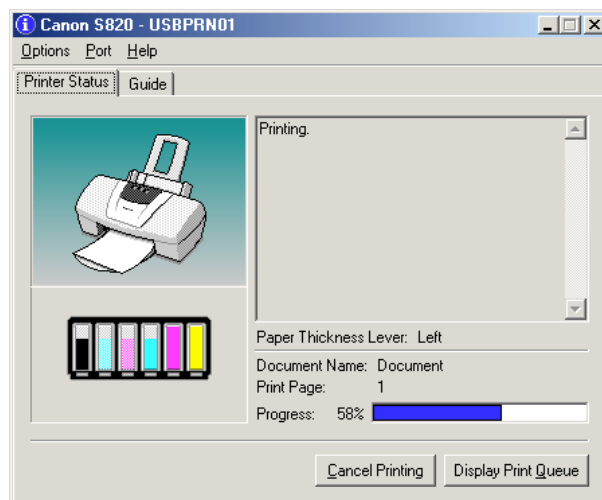 Canon S820 - USBPRN01
Options Port Help
Printer Status Guide
Printing.
Paper Thickness Lever: Left
Document Name: Document
Print Page: 1
Progress: 58%
Cancel Printing Display Print Queue